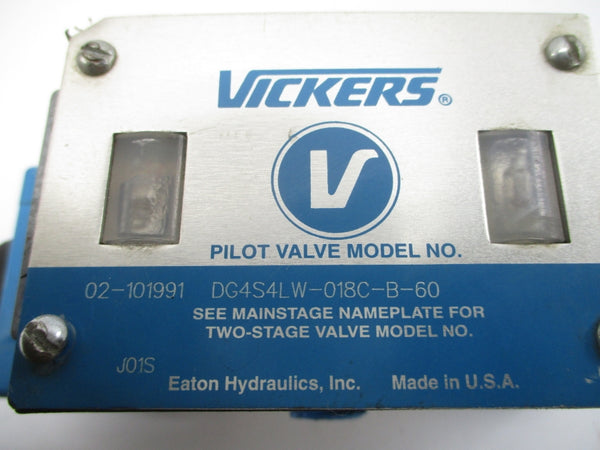 VICKERS®
V
PILOT VALVE MODEL NO.
02-101991 DG4S4LW-018C-B-60
SEE MAINSTAGE NAMEPLATE FOR
TWO-STAGE VALVE MODEL NO.
J01S
Eaton Hydraulics, Inc. Made in U.S.A.